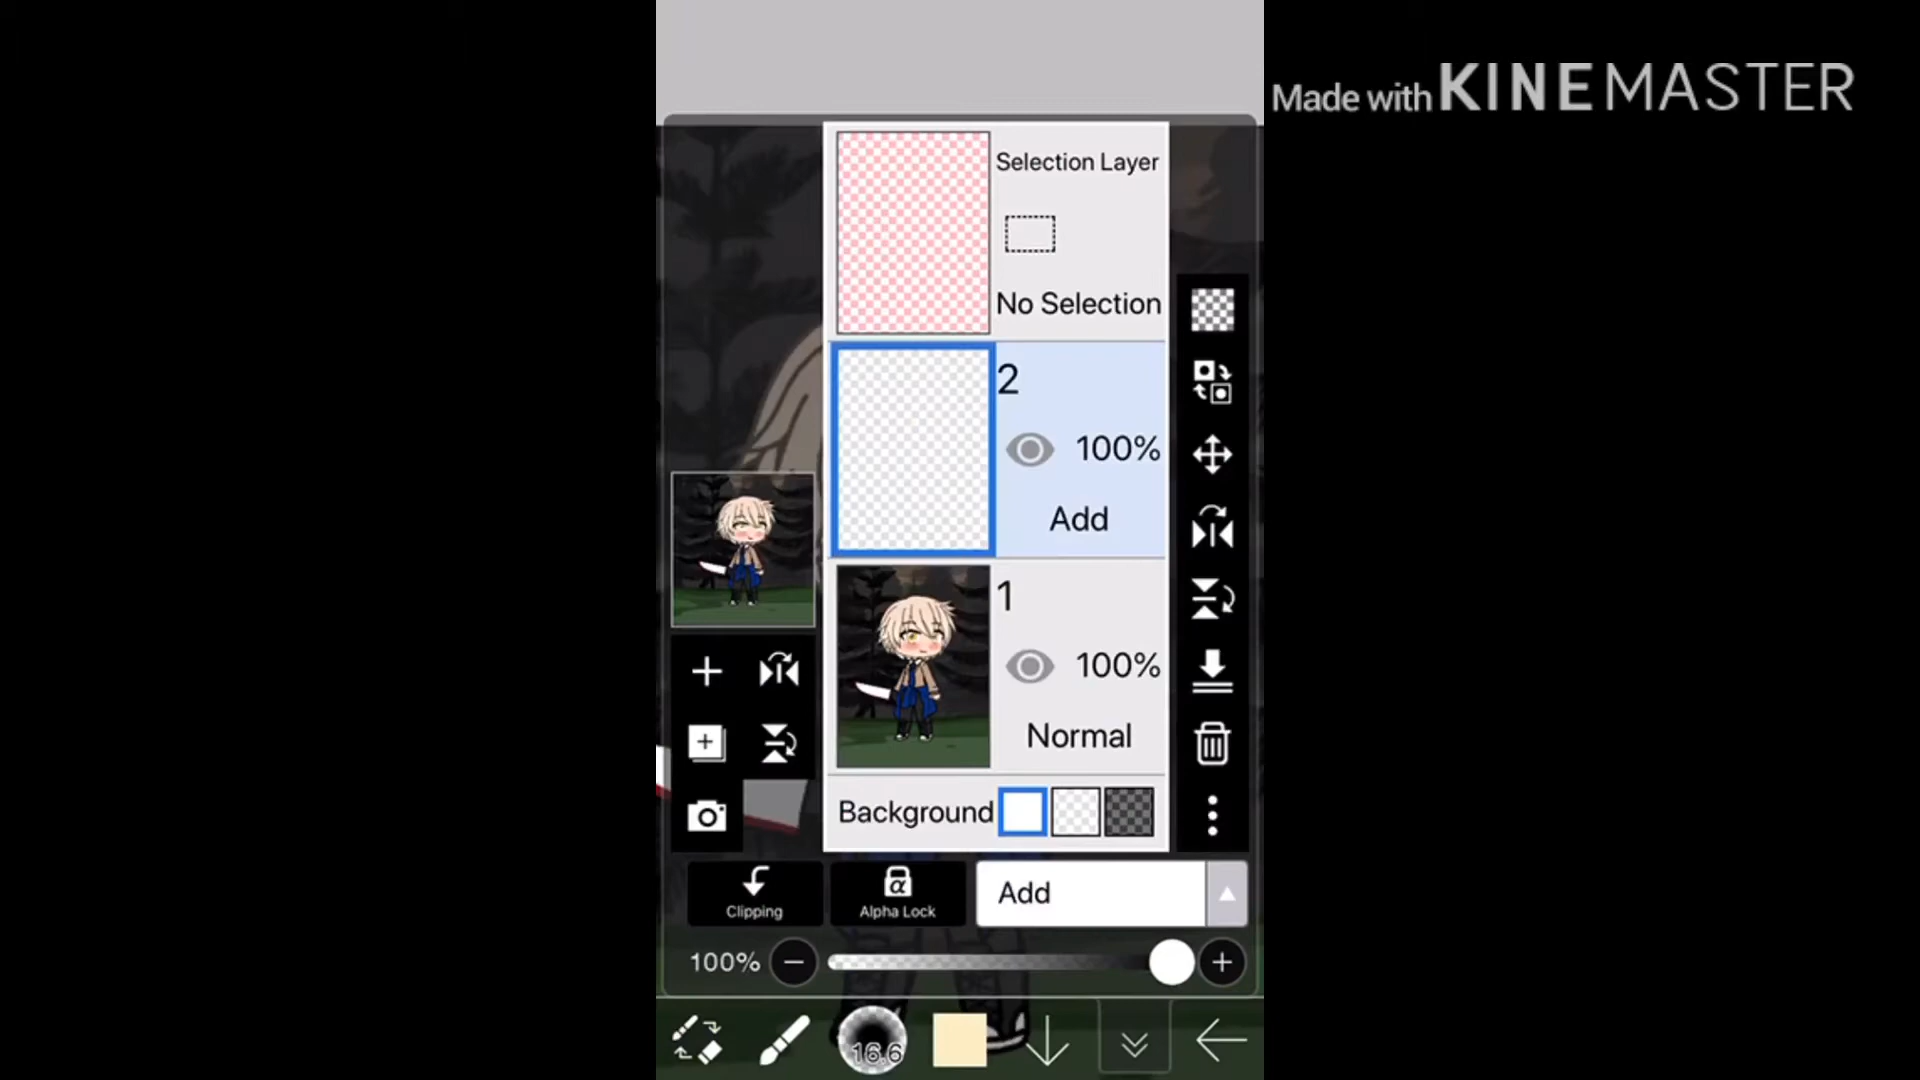 Made with KINEMASTER
Selection Layer
No Selection
2
100%
Add
1
100%
Normal
Background
Clipping
α
Alpha Lock
Add
100%
16.6